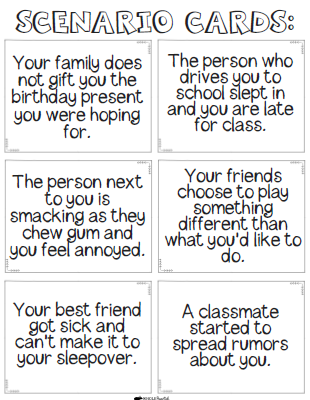 SCENARIO CARDS:
Your family does
not gift you the
birthday present
you were hoping
for.
The person who
drives you to
school slept in
and you are late
for class.
The person next
to you is
smacking as they
chew gum and
you feel annoyed.
Your friends
choose to play
something
different than
what you'd like to
do.
Your best friend
got sick and
can't make it to
your sleepover.
A classmate
started to
spread rumors
about you.